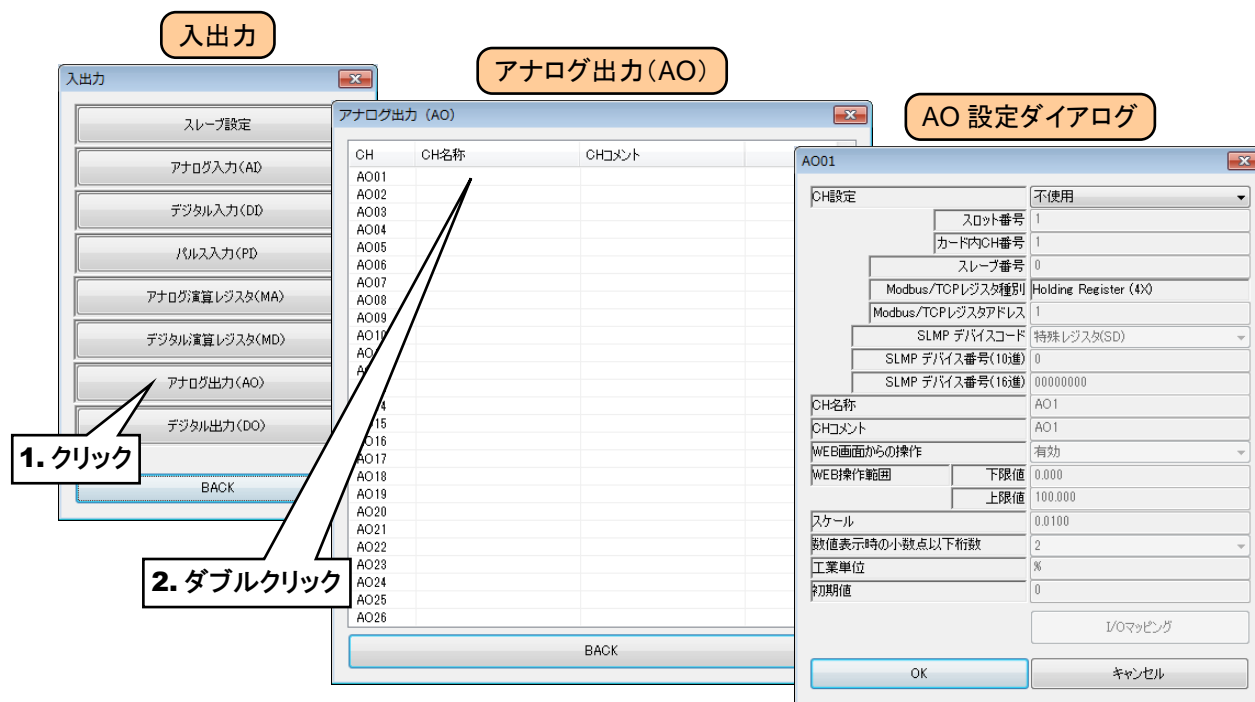 入出力
入出力
スレーブ設定
アナログ入力(AI)
デジタル入力(DI)
パルス入力(PI)
アナログ演算レジスタ(MA)
デジタル演算レジスタ(MD)
アナログ出力(AO)
デジタル出力(DO)
BACK
1. クリック
アナログ出力(AO)
アナログ出力 (AO)
CH CH名称 CHコメント
AO01
AO02
AO03
AO04
AO05
AO06
AO07
AO08
AO09
AO10
AO15
AO16
AO17
AO18
AO19
AO20
AO21
AO22
AO23
AO24
AO25
AO26
BACK
2. ダブルクリック
AO 設定ダイアログ
AO01
CH設定 不使用
スロット番号 1
カード内CH番号 1
スレーブ番号 0
Modbus/TCPレジスタ種別 Holding Register (4X)
Modbus/TCPレジスタアドレス 1
SLMP デバイスコード 特殊レジスタ(SD)
SLMP デバイス番号(10進) 0
SLMP デバイス番号(16進) 00000000
CH名称 AO1
CHコメント AO1
WEB画面からの操作 有効
WEB操作範囲 下限値 0.000
上限値 100.000
スケール 0.0100
数値表示時の小数点以下桁数 2
工業単位 %
初期値 0
I/Oマッピング
OK キャンセル